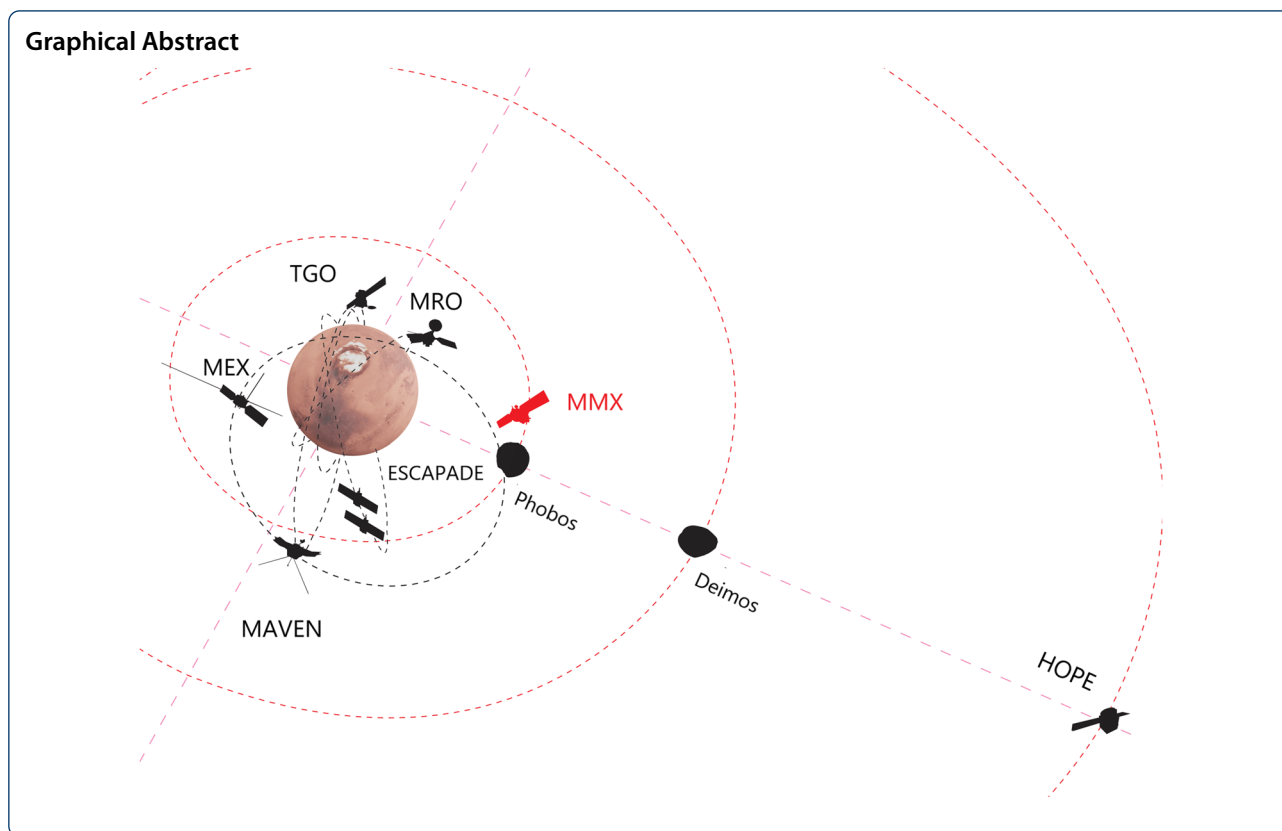 Graphical Abstract
TGO
MRO
MEX
MMX
ESCAPADE
Phobos
Deimos
MAVEN
HOPE